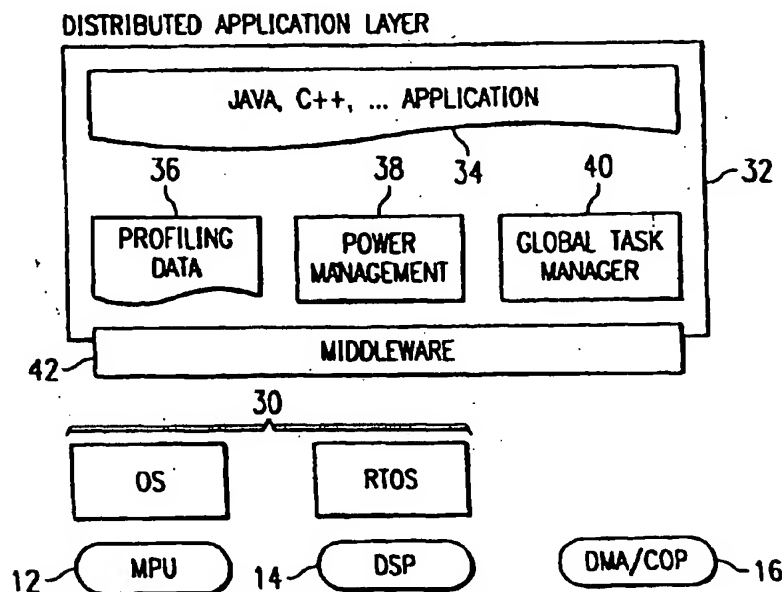 DISTRIBUTED APPLICATION LAYER
JAVA, C++, ... APPLICATION
36
38
34
40
32
PROFILING
DATA
POWER
MANAGEMENT
GLOBAL TASK
MANAGER
42
MIDDLEWARE
30
OS
RTOS
12
MPU
14
DSP
DMA/COP
16